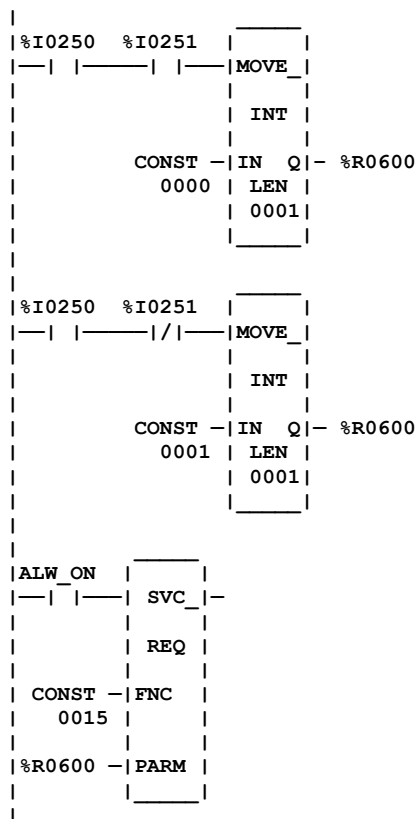 %I0250 %I0251
MOVE_
INT
CONST IN Q %R0600
0000 LEN
0001
%I0250 %I0251
MOVE_
INT
CONST IN Q %R0600
0001 LEN
0001
ALW_ON
SVC_
REQ
CONST FNC
0015
%R0600 PARM